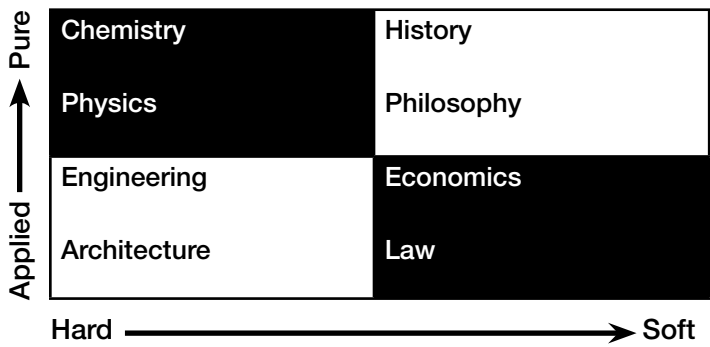 Pure
Applied
Chemistry
History
Physics
Philosophy
Engineering
Economics
Architecture
Law
Hard
Soft